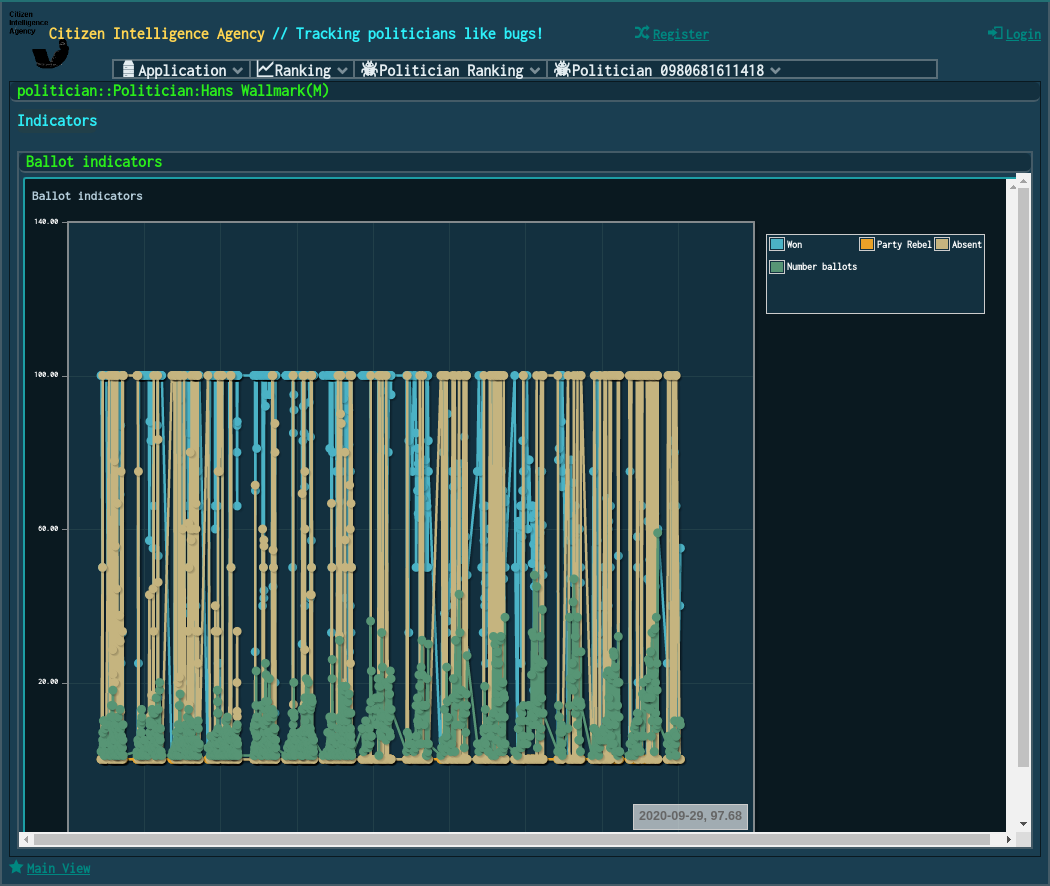 Citizen
Intelligence
Agency
Citizen Intelligence Agency // Tracking politicians like bugs!
Register
Login
Application
Ranking
Politician Ranking
Politician 0980681611418
politician::Politician:Hans Wallmark(M)
Indicators
Ballot indicators
Ballot indicators
140.00
100.00
60.00
20.00
Won
Party Rebel
Absent
Number ballots
2020-09-29, 97.68
Main View